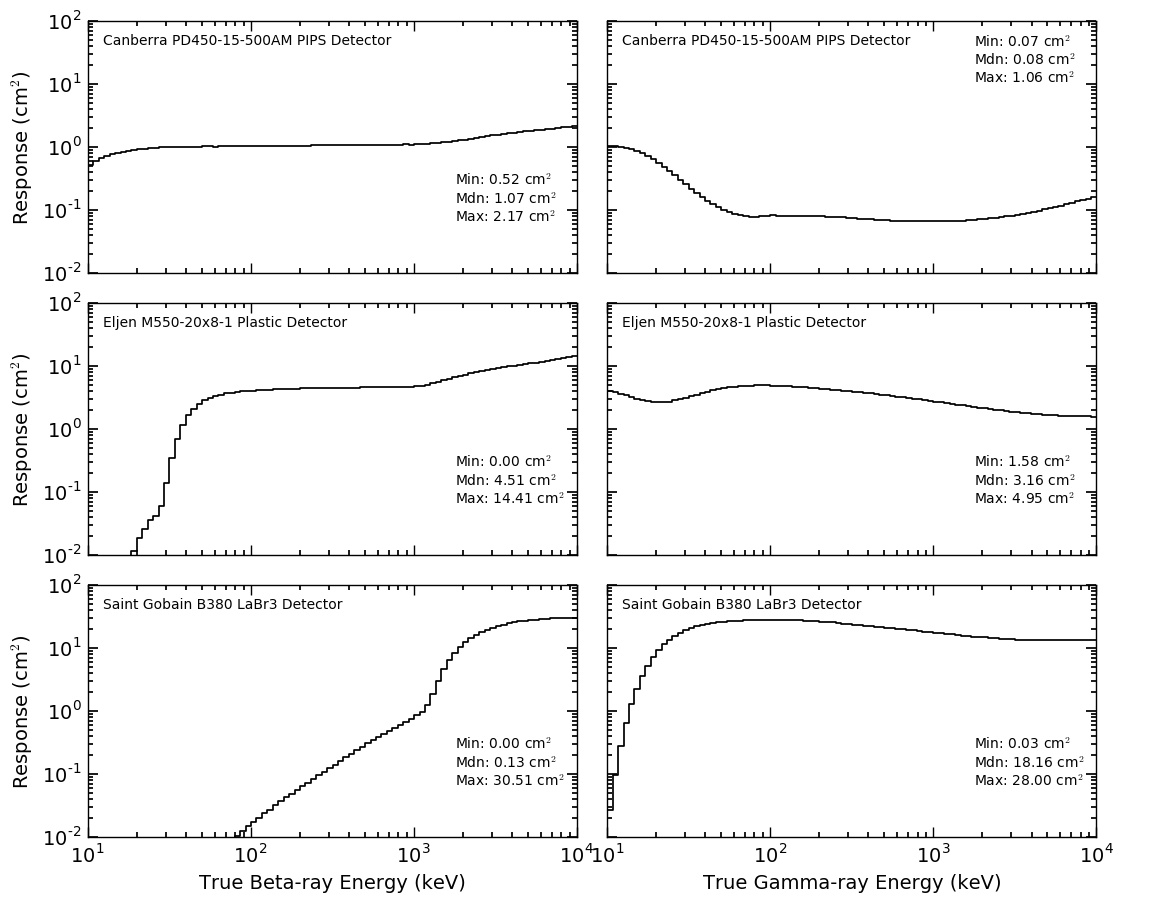 10²
10¹
10⁰
10⁻¹
10⁻²
Response (cm²)
Canberra PD450-15-500AM PIPS Detector
Min: 0.52 cm²
Mdn: 1.07 cm²
Max: 2.17 cm²
Canberra PD450-15-500AM PIPS Detector
Min: 0.07 cm²
Mdn: 0.08 cm²
Max: 1.06 cm²
10²
10¹
10⁰
10⁻¹
10⁻²
Response (cm²)
Eljen M550-20x8-1 Plastic Detector
Min: 0.00 cm²
Mdn: 4.51 cm²
Max: 14.41 cm²
Eljen M550-20x8-1 Plastic Detector
Min: 1.58 cm²
Mdn: 3.16 cm²
Max: 4.95 cm²
10²
10¹
10⁰
10⁻¹
10⁻²
Response (cm²)
Saint Gobain B380 LaBr3 Detector
Min: 0.00 cm²
Mdn: 0.13 cm²
Max: 30.51 cm²
Saint Gobain B380 LaBr3 Detector
Min: 0.03 cm²
Mdn: 18.16 cm²
Max: 28.00 cm²
10¹ 10² 10³ 10⁴
10¹ 10² 10³ 10⁴
True Beta-ray Energy (keV)
True Gamma-ray Energy (keV)